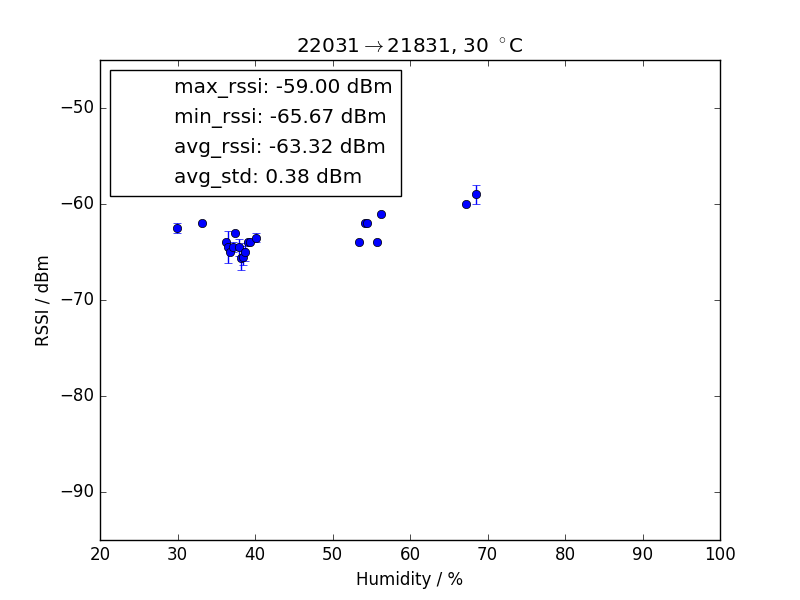 22031→21831, 30 °C
max_rssi: -59.00 dBm
min_rssi: -65.67 dBm
avg_rssi: -63.32 dBm
avg_std: 0.38 dBm
−50
−60
−70
−80
−90
RSSI / dBm
20 30 40 50 60 70 80 90 100
Humidity / %